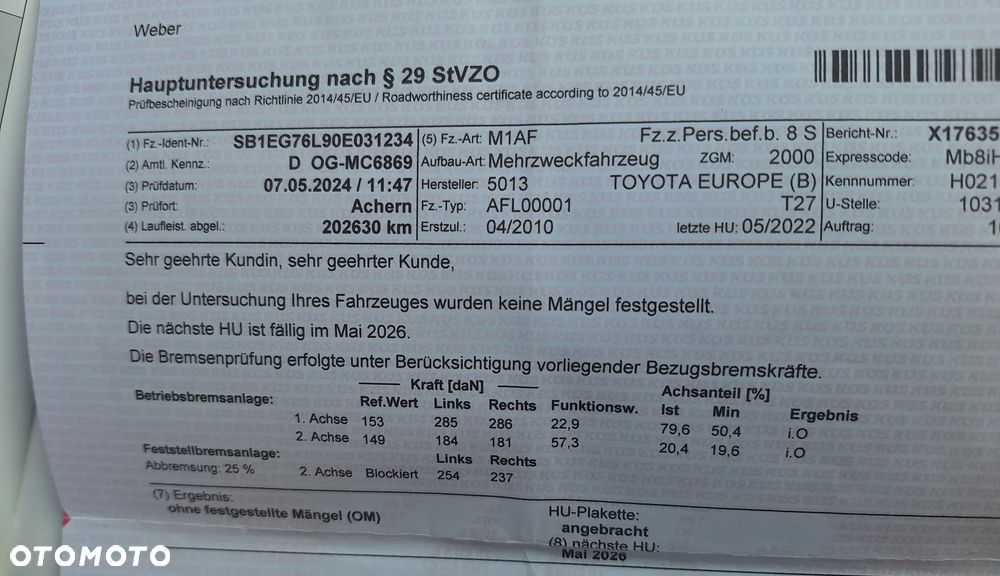 Weber
Hauptuntersuchung nach § 29 StVZO
Prüfbescheinigung nach Richtlinie 2014/45/EU / Roadworthiness certificate according to 2014/45/EU
(1) Fz.-Ident-Nr.: SB1EG76L90E031234 (5) Fz.-Art: M1AF Fz.z.Pers.bef.b. 8 S Bericht-Nr.: X17635
(2) Amtl. Kennz.: D OG-MC6869 Aufbau-Art: Mehrzweckfahrzeug ZGM: 2000 Expresscode: Mb8iH
(3) Prüfdatum: 07.05.2024 / 11:47 Hersteller: 5013 TOYOTA EUROPE (B) Kennnummer: H021
(3) Prüfort: Achern Fz.-Typ: AFL00001 T27 U-Stelle: 1031
(4) Laufleist. abgel.: 202630 km Erstzul.: 04/2010 letzte HU: 05/2022 Auftrag:
Sehr geehrte Kundin, sehr geehrter Kunde,
bei der Untersuchung Ihres Fahrzeuges wurden keine Mängel festgestellt.
Die nächste HU ist fällig im Mai 2026.
Die Bremsenprüfung erfolgte unter Berücksichtigung vorliegender Bezugsbremskräfte.
Kraft [daN] Achsanteil [%]
Betriebsbremsanlage: Ref.Wert Links Rechts Funktionsw. Ist Min Ergebnis
1. Achse 153 285 286 22,9 79,6 50,4 i.O
2. Achse 149 184 181 57,3 20,4 19,6 i.O
Feststellbremsanlage: Links Rechts
Abbremsung: 25 % 2. Achse Blockiert 254 237
(7) Ergebnis: HU-Plakette:
ohne festgestellte Mängel (OM) angebracht
(8) nächste HU:
Mai 2026
OTOMOTO